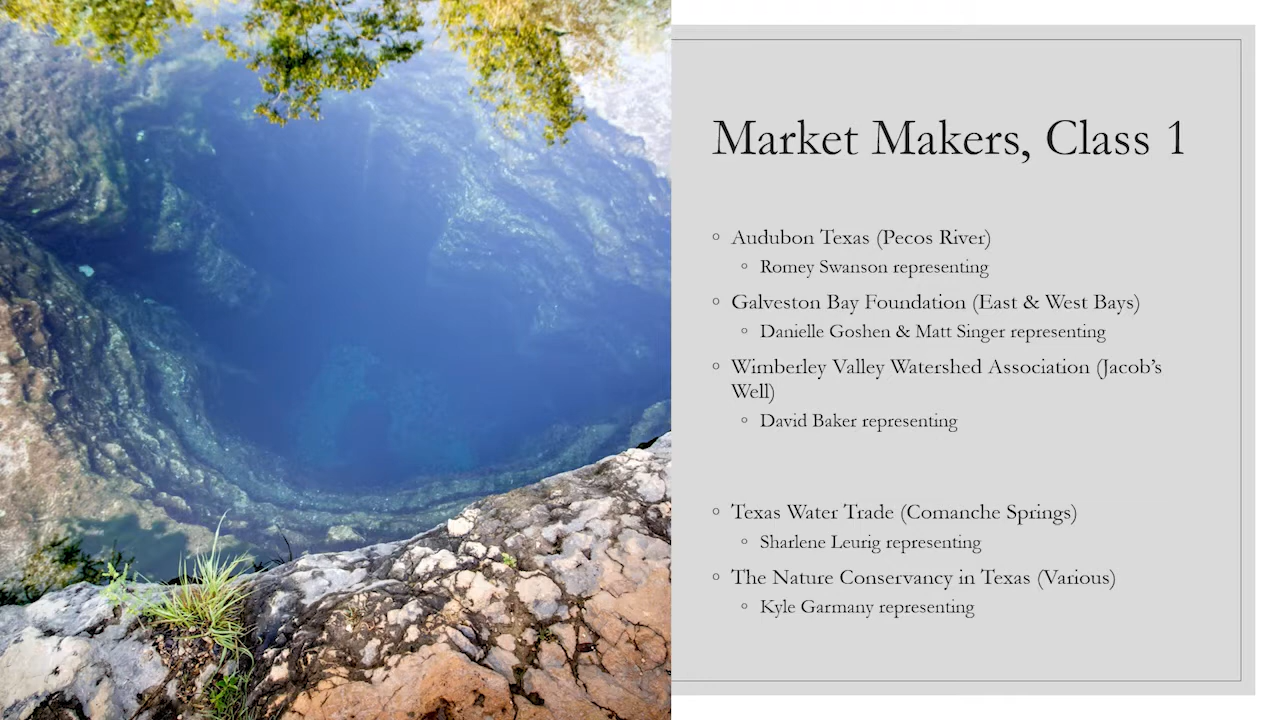 Market Makers, Class 1
◦ Audubon Texas (Pecos River)
◦ Romey Swanson representing
◦ Galveston Bay Foundation (East & West Bays)
◦ Danielle Goshen & Matt Singer representing
◦ Wimberley Valley Watershed Association (Jacob’s
Well)
◦ David Baker representing
◦ Texas Water Trade (Comanche Springs)
◦ Sharlene Leurig representing
◦ The Nature Conservancy in Texas (Various)
◦ Kyle Garmany representing